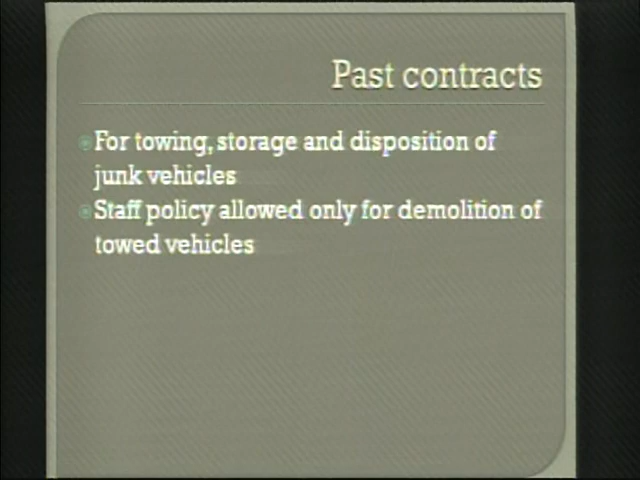 Past contracts
For towing, storage and disposition of
junk vehicles
Staff policy allowed only for demolition of
towed vehicles